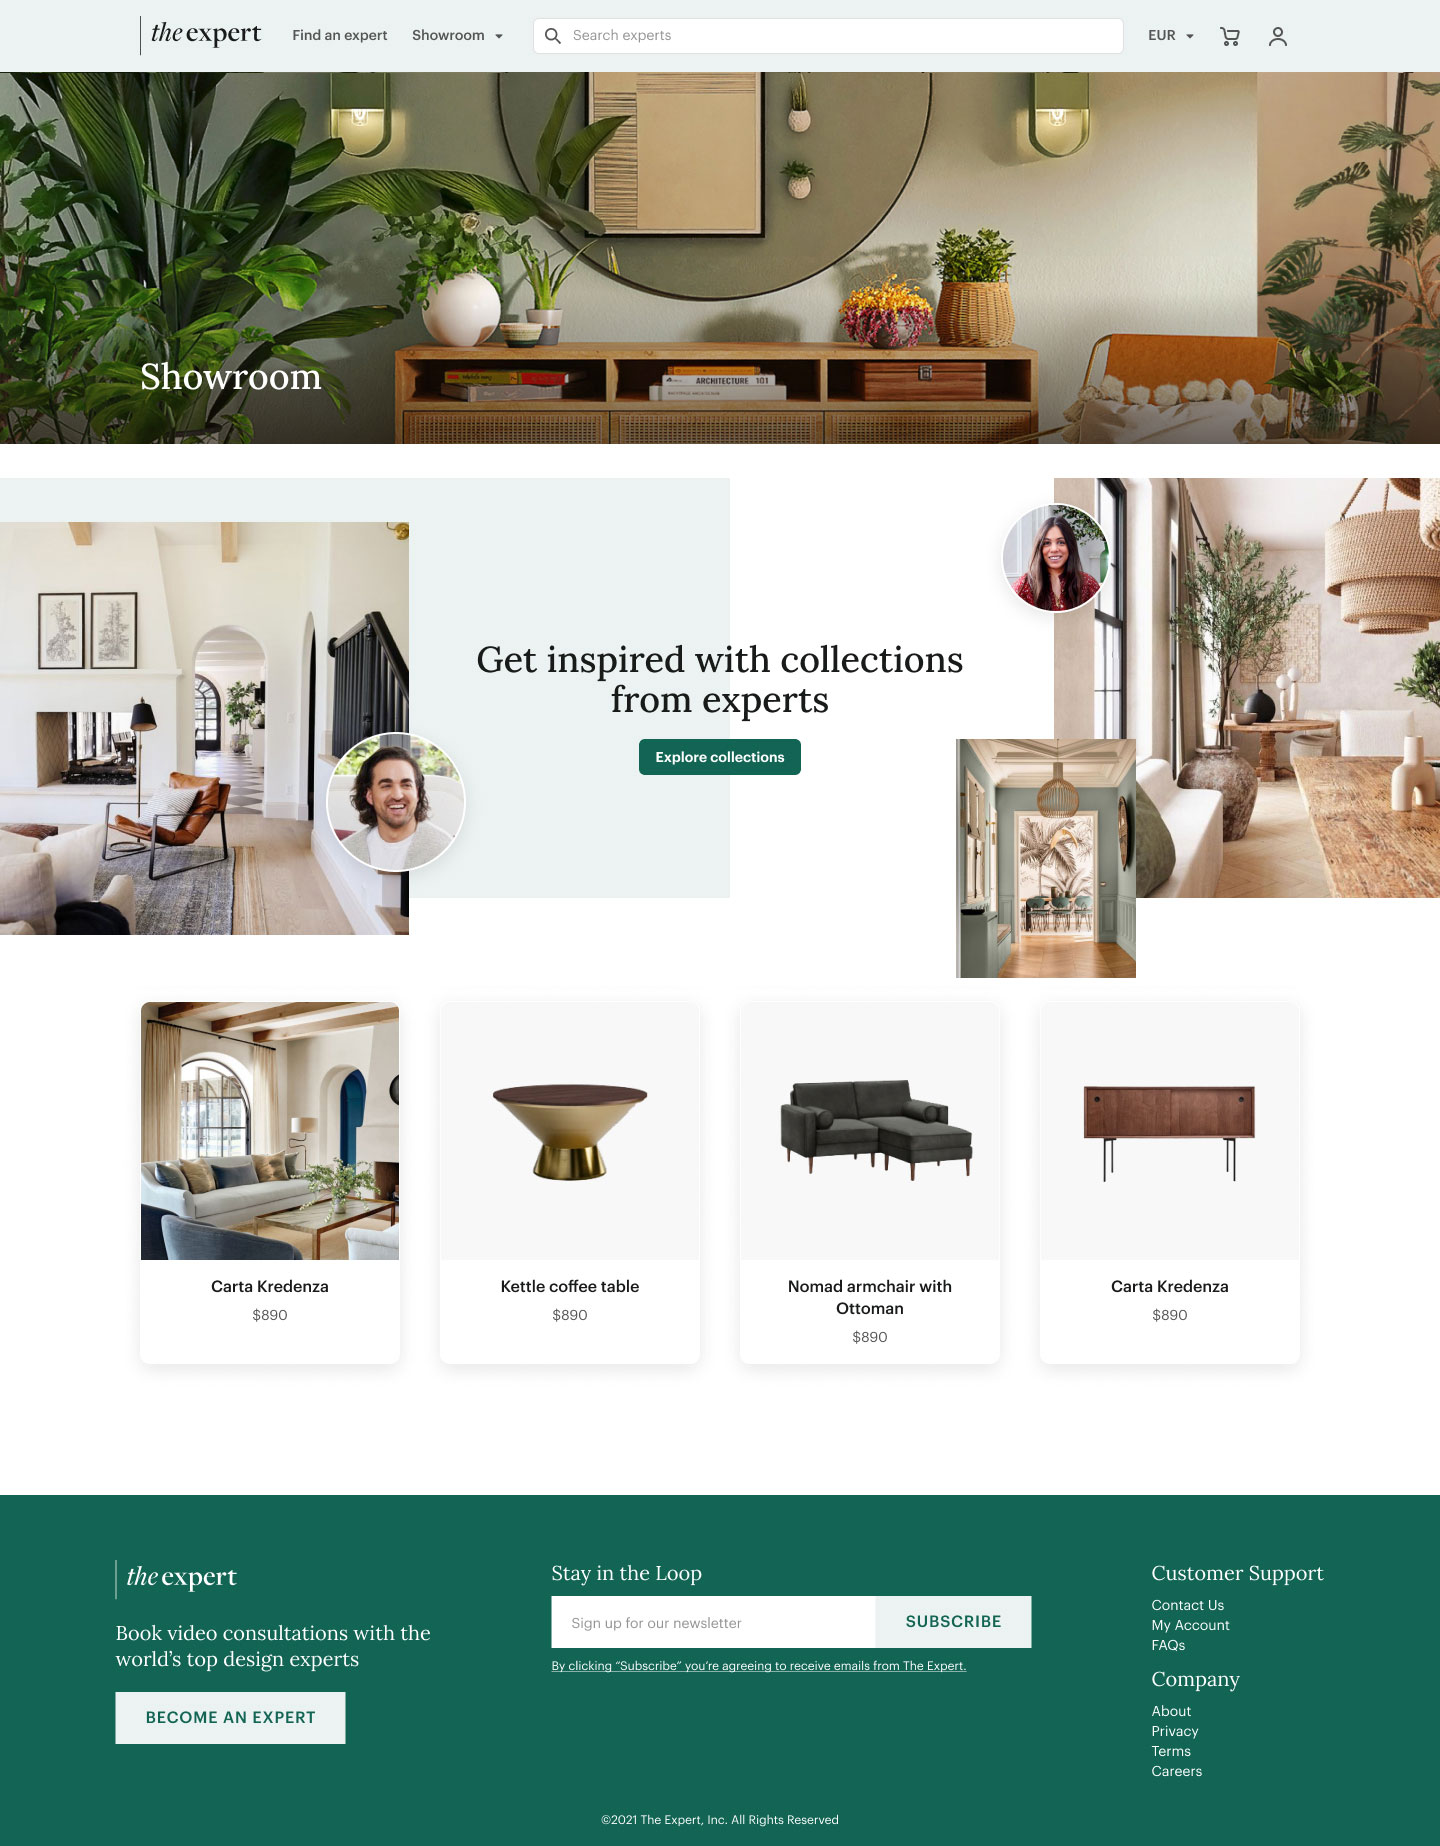 the expert
Find an expert
Showroom
Search experts
EUR
ARCHITECTURE 101
Showroom
Get inspired with collections
from experts
Explore collections
Carta Kredenza
$890
Kettle coffee table
$890
Nomad armchair with
Ottoman
$890
Carta Kredenza
$890
the expert
Book video consultations with the
world’s top design experts
BECOME AN EXPERT
Stay in the Loop
Sign up for our newsletter
SUBSCRIBE
By clicking “Subscribe” you’re agreeing to receive emails from The Expert.
Customer Support
Contact Us
My Account
FAQs
Company
About
Privacy
Terms
Careers
©2021 The Expert, Inc. All Rights Reserved